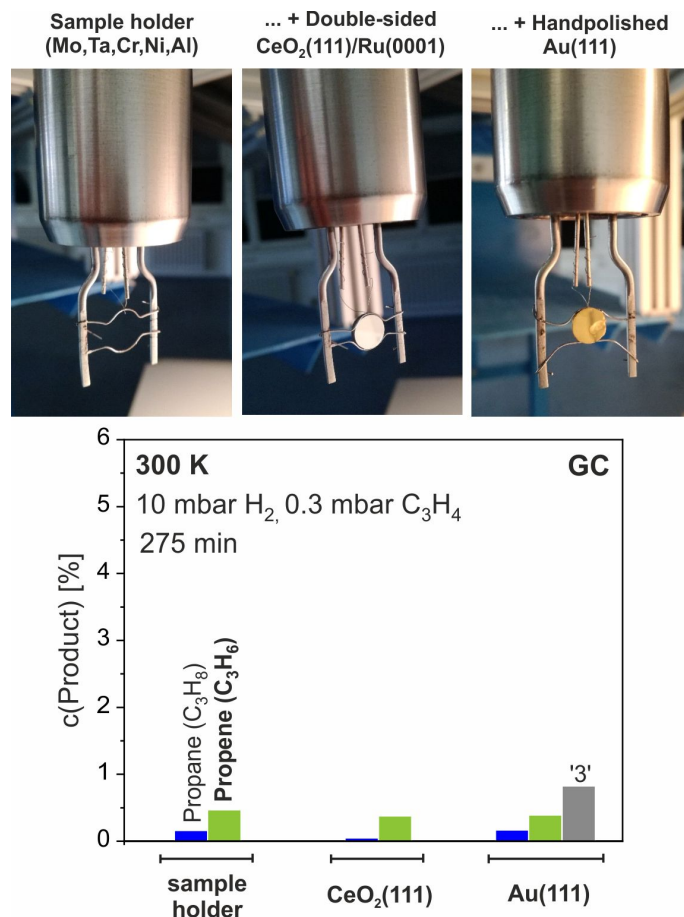 Sample holder
(Mo,Ta,Cr,Ni,Al)
... + Double-sided
CeO₂(111)/Ru(0001)
... + Handpolished
Au(111)
6
5
4
3
2
1
0
c(Product) [%]
300 K
GC
10 mbar H₂, 0.3 mbar C₃H₄
275 min
Propane (C₃H₈)
Propene (C₃H₆)
'3'
sample
holder
CeO₂(111)
Au(111)